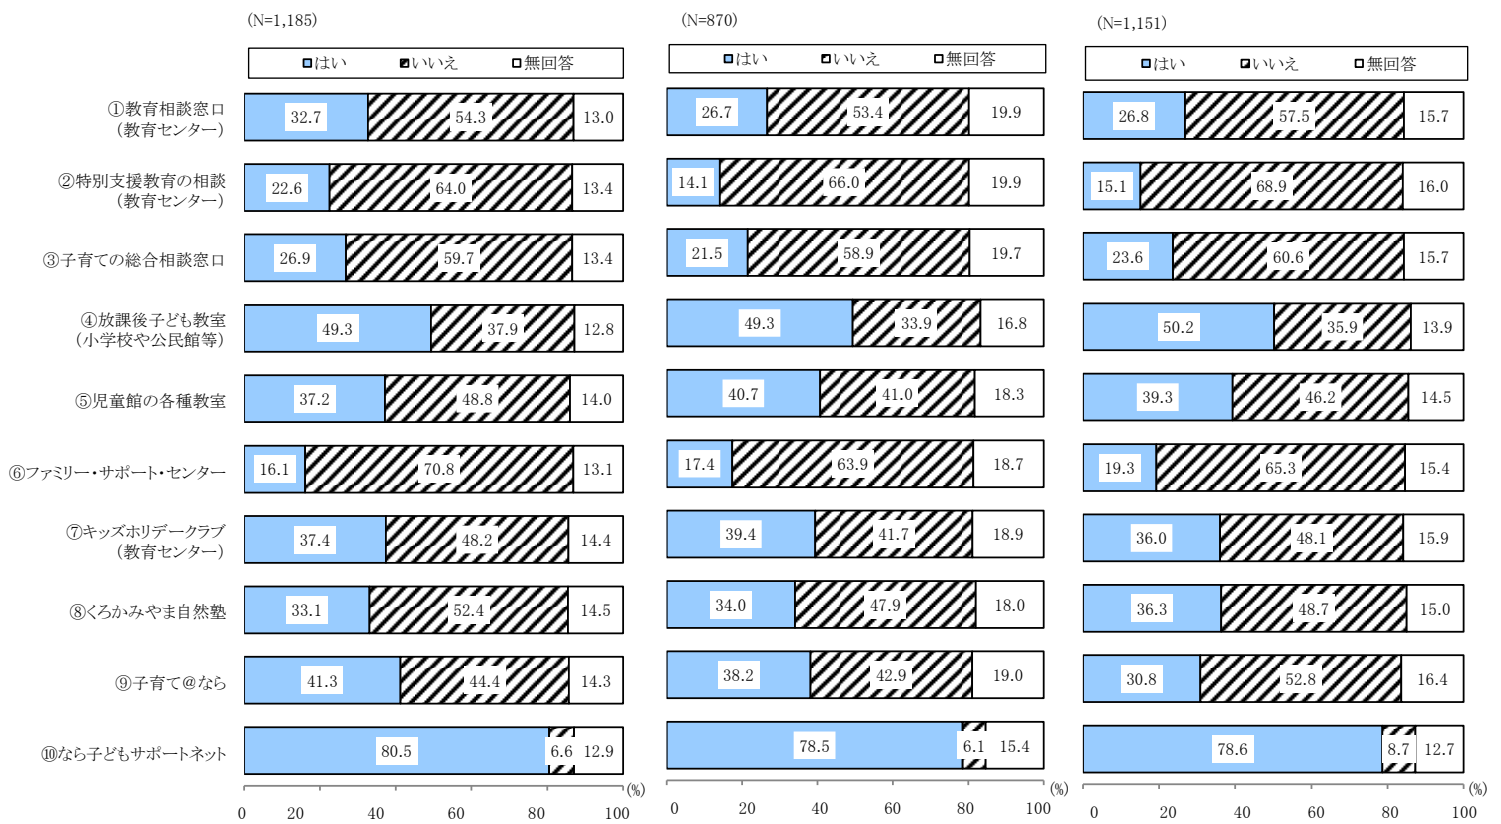 (N=1,185)
(N=870)
(N=1,151)
はい いいえ 無回答
はい いいえ 無回答
はい いいえ 無回答
①教育相談窓口
(教育センター)
32.7 54.3 13.0
26.7 53.4 19.9
26.8 57.5 15.7
②特別支援教育の相談
(教育センター)
22.6 64.0 13.4
14.1 66.0 19.9
15.1 68.9 16.0
③子育ての総合相談窓口
26.9 59.7 13.4
21.5 58.9 19.7
23.6 60.6 15.7
④放課後子ども教室
(小学校や公民館等)
49.3 37.9 12.8
49.3 33.9 16.8
50.2 35.9 13.9
⑤児童館の各種教室
37.2 48.8 14.0
40.7 41.0 18.3
39.3 46.2 14.5
⑥ファミリー・サポート・センター
16.1 70.8 13.1
17.4 63.9 18.7
19.3 65.3 15.4
⑦キッズホリデークラブ
(教育センター)
37.4 48.2 14.4
39.4 41.7 18.9
36.0 48.1 15.9
⑧くろかみやま自然塾
33.1 52.4 14.5
34.0 47.9 18.0
36.3 48.7 15.0
⑨子育て@なら
41.3 44.4 14.3
38.2 42.9 19.0
30.8 52.8 16.4
⑩なら子どもサポートネット
80.5 6.6 12.9
78.5 6.1 15.4
78.6 8.7 12.7
0 20 40 60 80 100 (%)
0 20 40 60 80 100 (%)
0 20 40 60 80 100 (%)